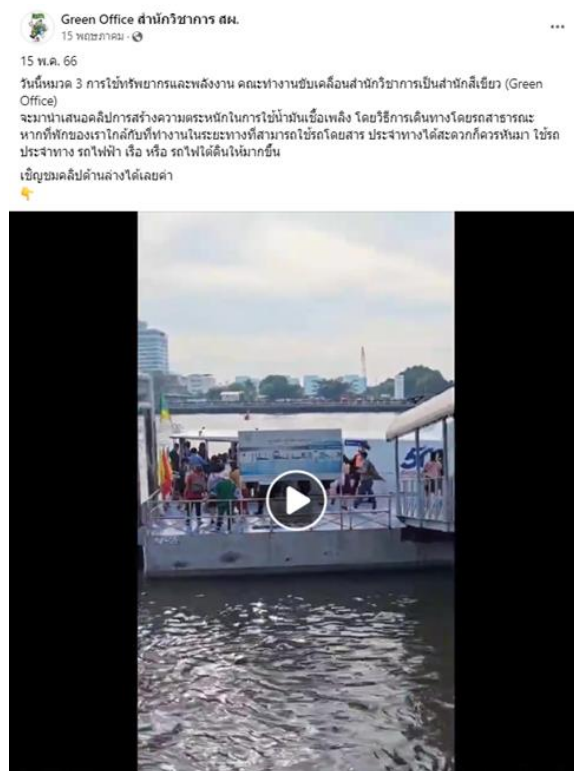 Green Office สำนักวิชาการ สผ.
15 พฤษภาคม ·
15 พ.ค. 66
วันนี้หมวด 3 การใช้ทรัพยากรและพลังงาน คณะทำงานขับเคลื่อนสำนักวิชาการเป็นสำนักสีเขียว (Green
Office)
จะมานำเสนอคลิปการสร้างความตระหนักในการใช้น้ำมันเชื้อเพลิง โดยวิธีการเดินทางโดยรถสาธารณะ
หากที่พักของเราใกล้กับที่ทำงานในระยะทางที่สามารถใช้รถโดยสาร ประจำทางได้สะดวกก็ควรหันมา ใช้รถ
ประจำทาง รถไฟฟ้า เรือ หรือ รถไฟใต้ดินให้มากขึ้น
เชิญชมคลิปด้านล่างได้เลยค่า